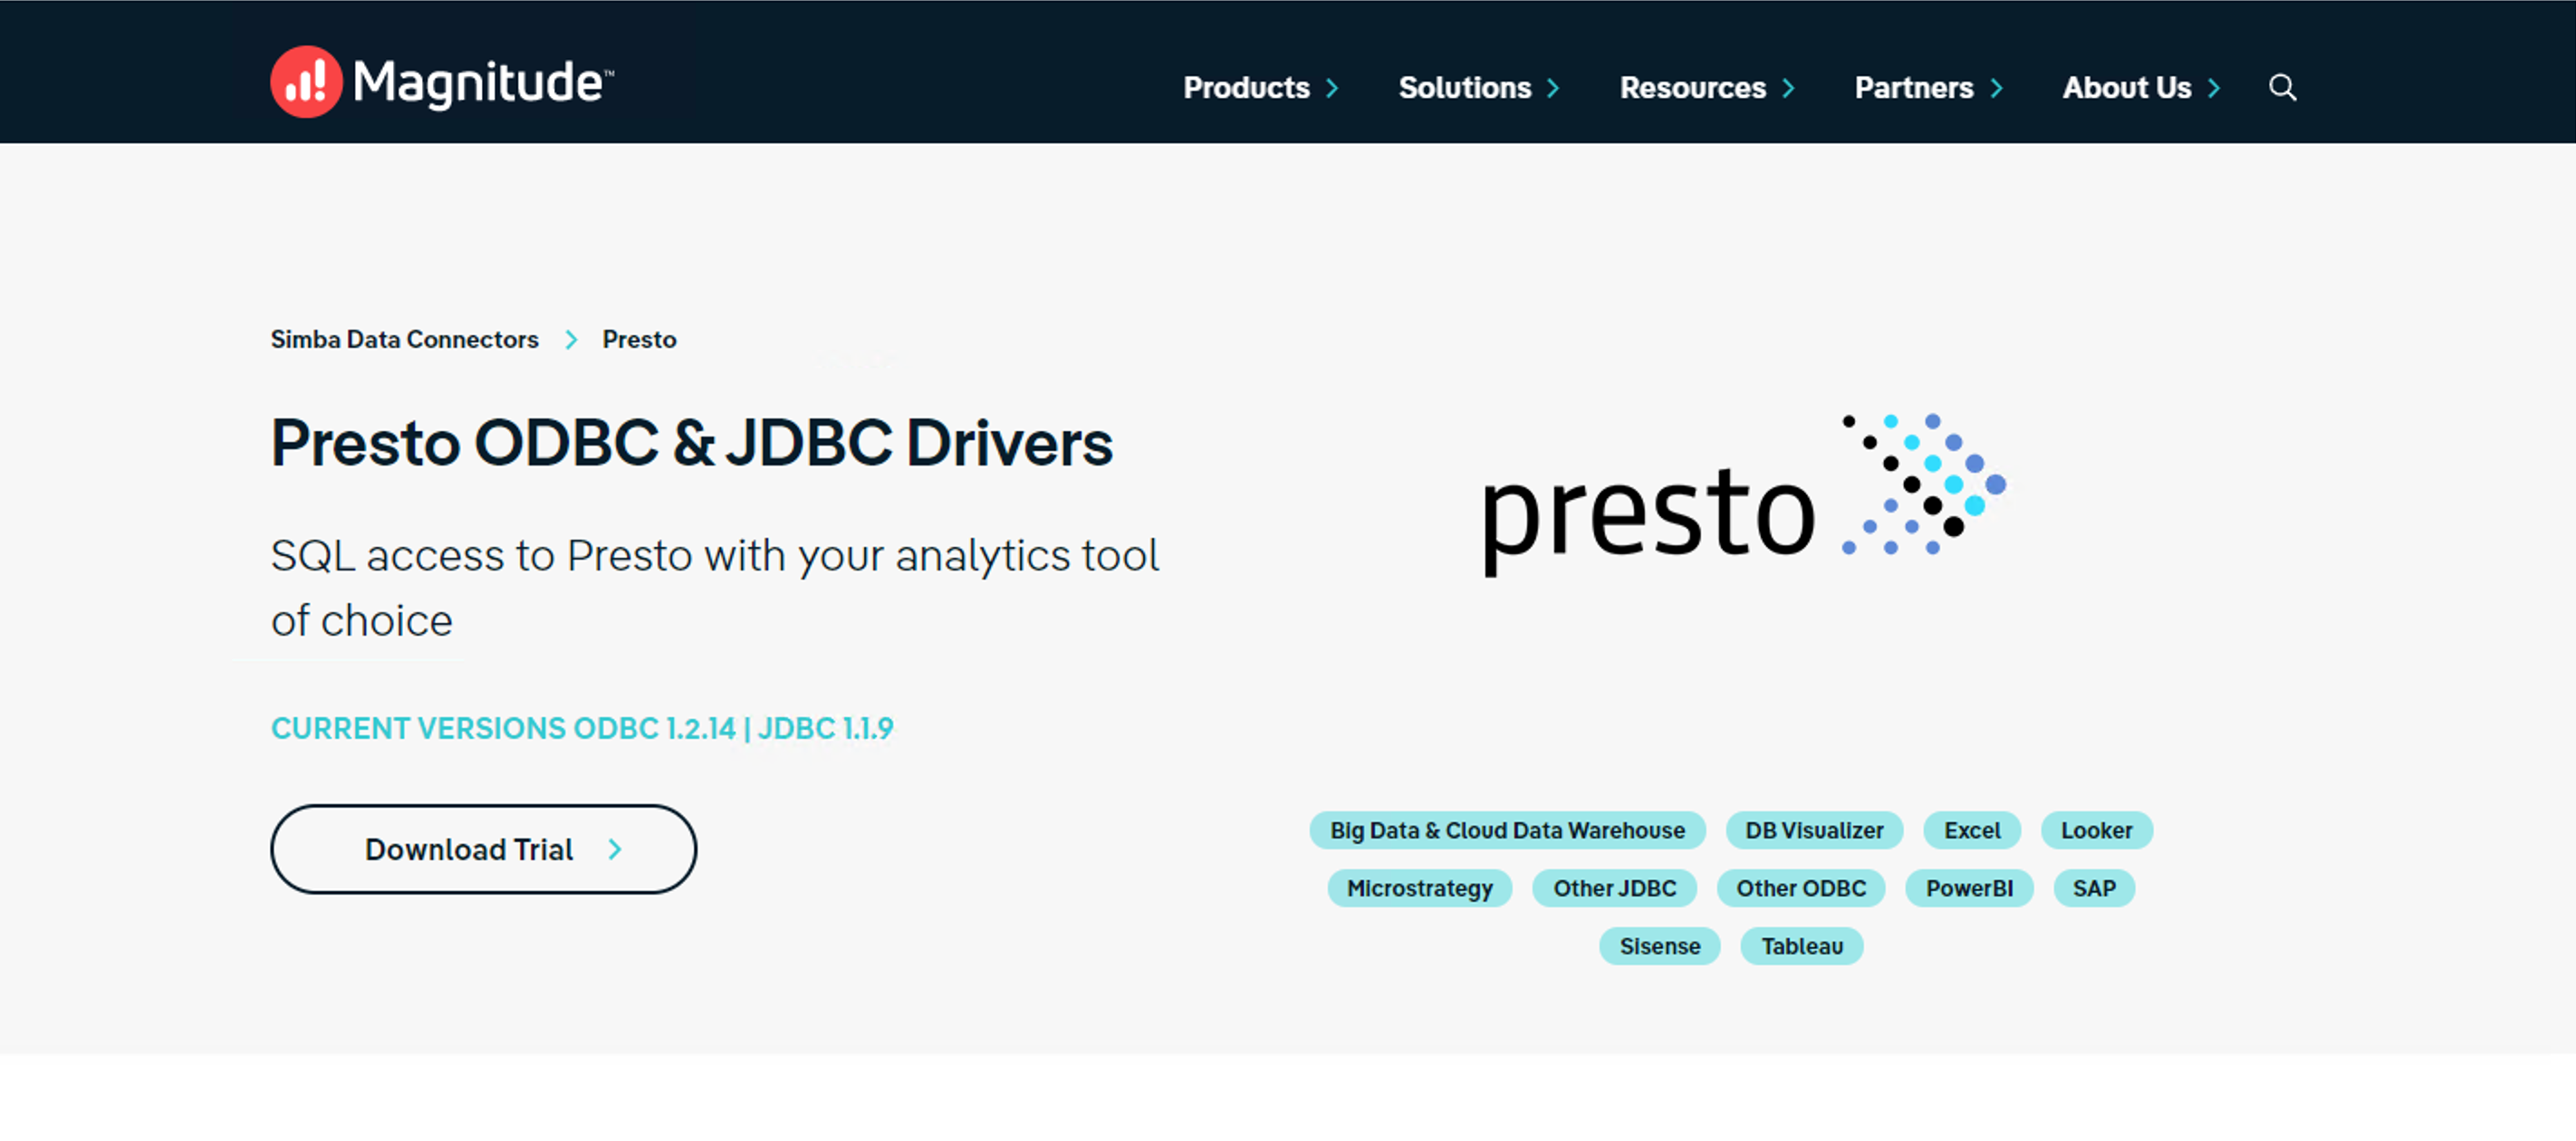 Magnitude™
Products Solutions Resources Partners About Us
Simba Data Connectors Presto
Presto ODBC & JDBC Drivers
SQL access to Presto with your analytics tool
of choice
CURRENT VERSIONS ODBC 1.2.14 | JDBC 1.1.9
Download Trial
presto
Big Data & Cloud Data Warehouse DB Visualizer Excel Looker
Microstrategy Other JDBC Other ODBC PowerBI SAP
Sisense Tableau